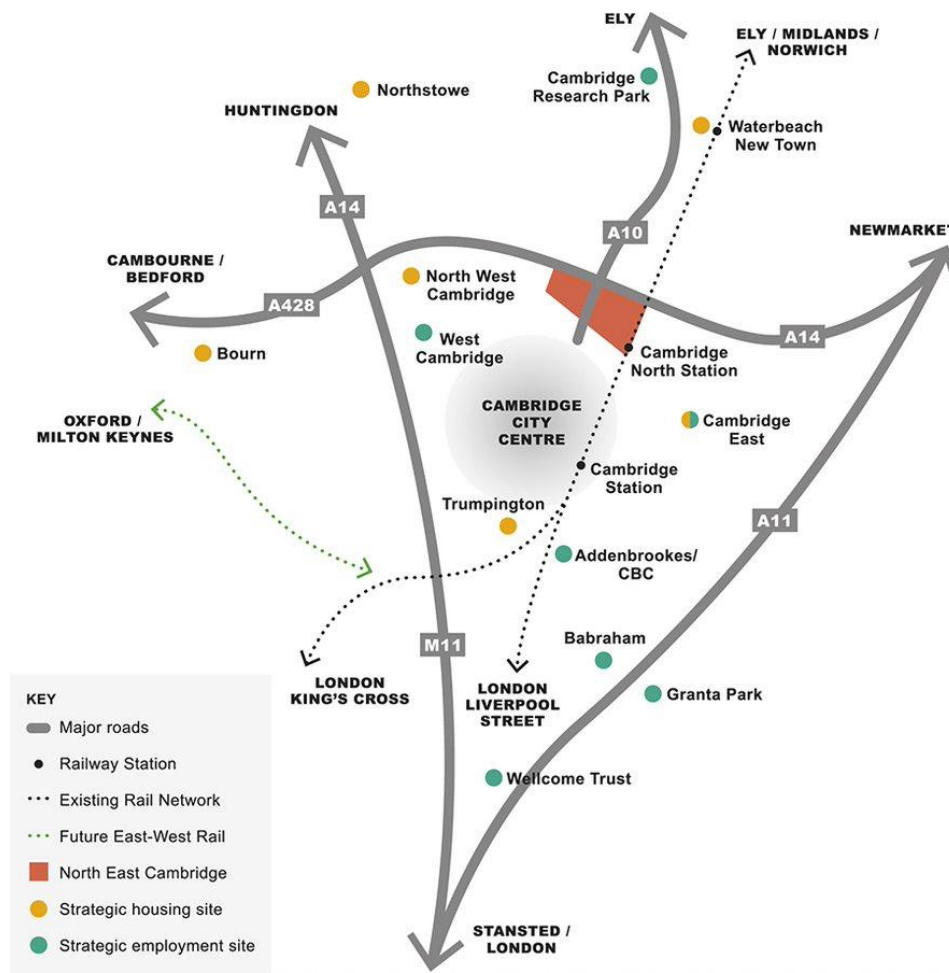 ELY
ELY / MIDLANDS /
NORWICH
Cambridge
Research Park
Northstowe
HUNTINGDON
Waterbeach
New Town
A14
A10
NEWMARKET
CAMBOURNE /
BEDFORD
North West
Cambridge
A428
West
Cambridge
A14
Bourn
Cambridge
North Station
OXFORD /
MILTON KEYNES
CAMBRIDGE
CITY
CENTRE
Cambridge
East
Cambridge
Station
Trumpington
A11
Addenbrookes/
CBC
M11
Babraham
LONDON
KING'S CROSS
LONDON
LIVERPOOL
STREET
Granta Park
Wellcome Trust
STANSTED /
LONDON
KEY
Major roads
Railway Station
Existing Rail Network
Future East-West Rail
North East Cambridge
Strategic housing site
Strategic employment site